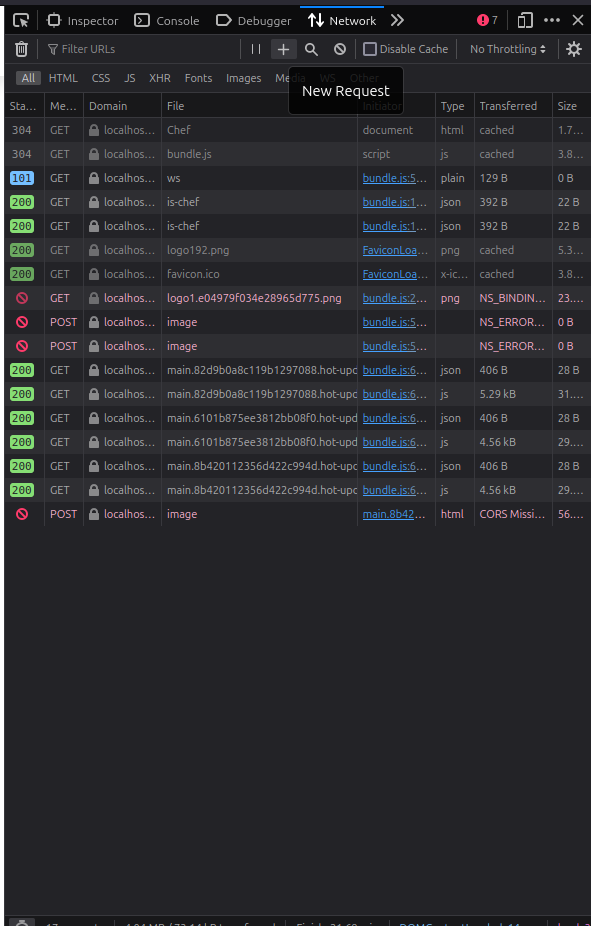 Inspector Console Debugger Network 7
Filter URLs Disable Cache No Throttling
All HTML CSS JS XHR Fonts Images Media WS Other
New Request
Sta… Me… Domain File Initiator Type Transferred Size
304 GET localhos… Chef document html cached 1.7…
304 GET localhos… bundle.js script js cached 3.8…
101 GET localhos… ws bundle.js:5… plain 129 B 0 B
200 GET localhos… is-chef bundle.js:1… json 392 B 22 B
200 GET localhos… is-chef bundle.js:1… json 392 B 22 B
200 GET localhos… logo192.png FaviconLoa… png cached 5.3…
200 GET localhos… favicon.ico FaviconLoa… x-ic… cached 3.8…
GET localhos… logo1.e04979f034e28965d775.png bundle.js:2… png NS_BINDIN… 23.…
POST localhos… image bundle.js:5… NS_ERROR… 0 B
POST localhos… image bundle.js:5… NS_ERROR… 0 B
200 GET localhos… main.82d9b0a8c119b1297088.hot-upd bundle.js:6… json 406 B 28 B
200 GET localhos… main.82d9b0a8c119b1297088.hot-upd bundle.js:6… js 5.29 kB 31.…
200 GET localhos… main.6101b875ee3812bb08f0.hot-upd bundle.js:6… json 406 B 28 B
200 GET localhos… main.6101b875ee3812bb08f0.hot-upd bundle.js:6… js 4.56 kB 29.…
200 GET localhos… main.8b420112356d422c994d.hot-upd bundle.js:6… json 406 B 28 B
200 GET localhos… main.8b420112356d422c994d.hot-upd bundle.js:6… js 4.56 kB 29.…
POST localhos… image main.8b42… html CORS Missi… 56.…